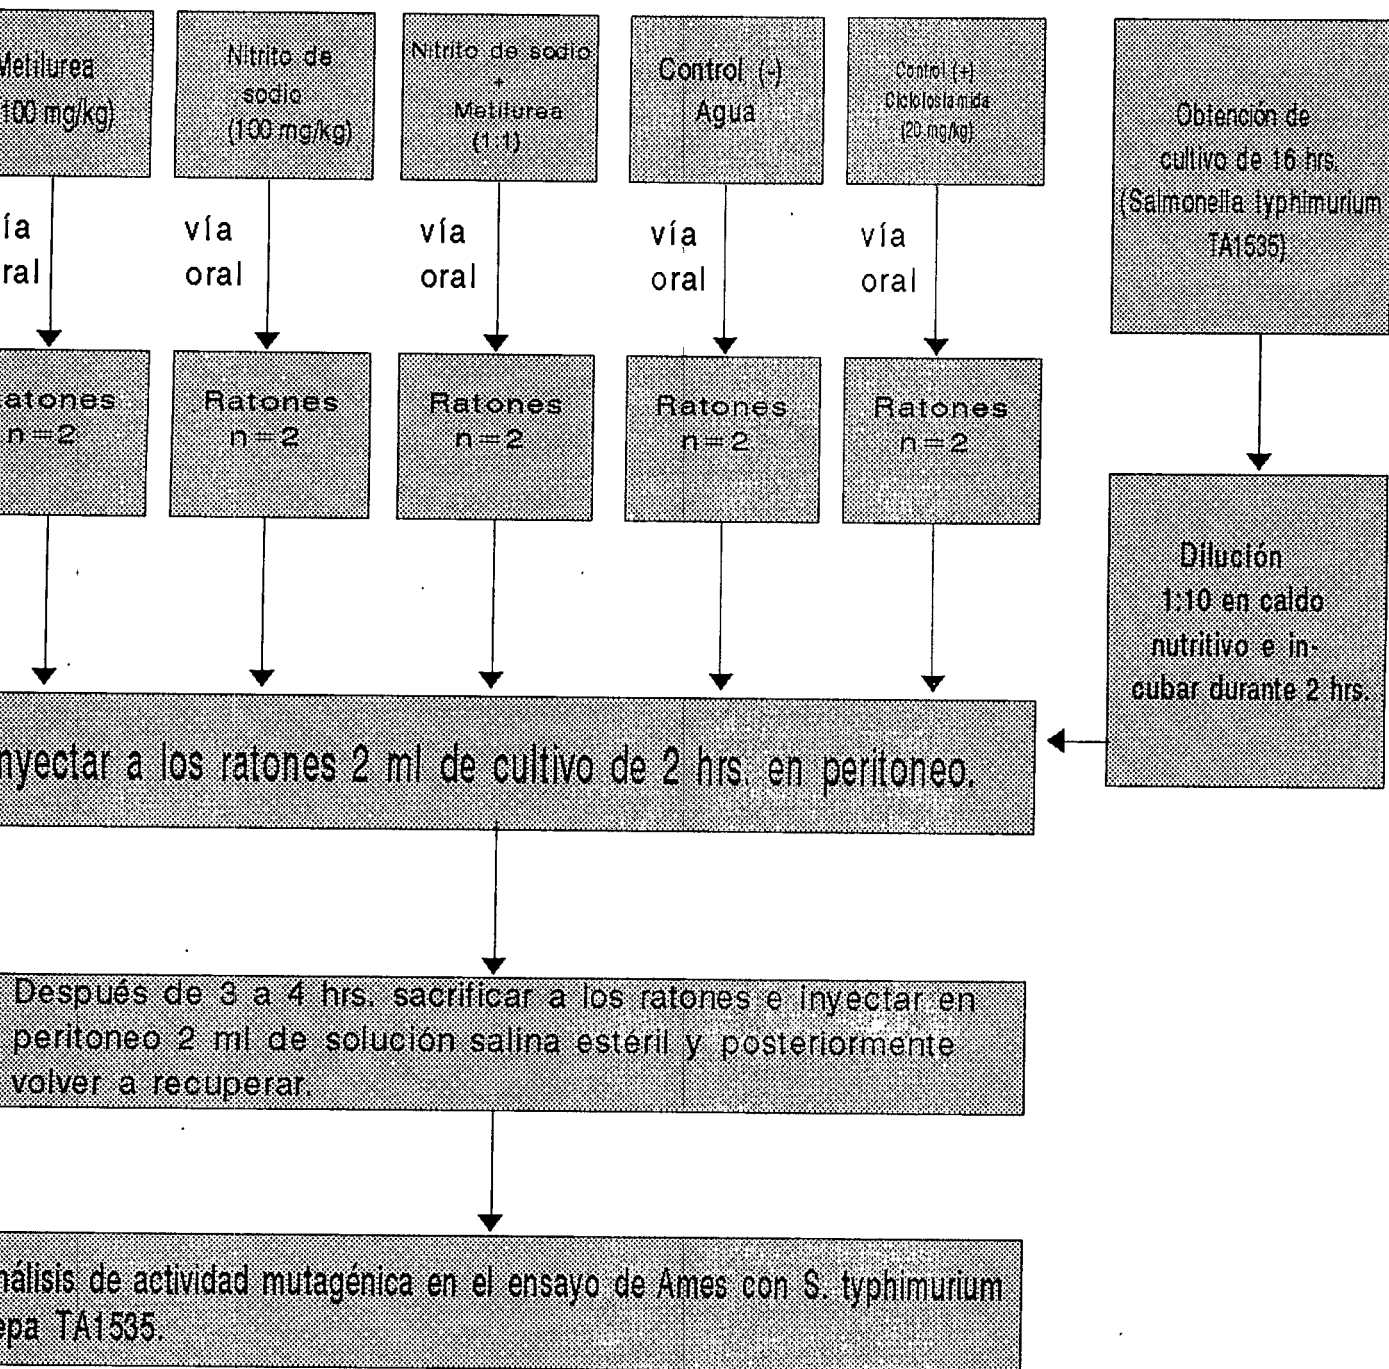 Metilurea
100 mg/kg)
Nitrito de
sodio
(100 mg/kg)
Nitrito de sodio
+
Metilurea
(1:1)
Control (-)
Agua
Control (+)
Ciclofosfamida
(20 mg/kg)
Obtención de
cultivo de 16 hrs.
(Salmonella typhimurium
TA1535)
ía
ral
vía
oral
vía
oral
vía
oral
vía
oral
atones
n=2
Ratones
n=2
Ratones
n=2
Ratones
n=2
Ratones
n=2
Dilución
1:10 en caldo
nutritivo e in-
cubar durante 2 hrs.
nyectar a los ratones 2 ml de cultivo de 2 hrs. en peritoneo.
Después de 3 a 4 hrs. sacrificar a los ratones e inyectar en
peritoneo 2 ml de solución salina estéril y posteriormente
volver a recuperar.
nálisis de actividad mutagénica en el ensayo de Ames con S. typhimurium
epa TA1535.